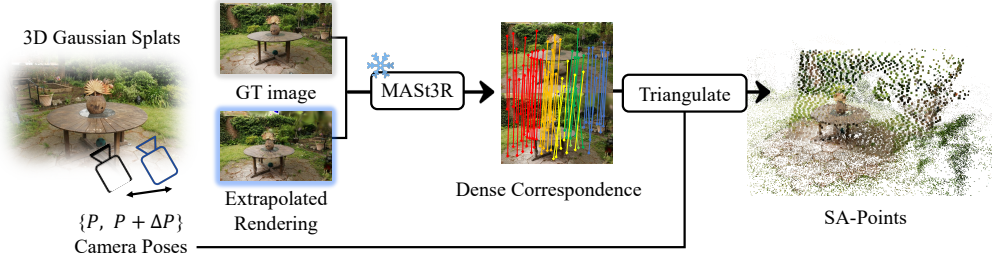 3D Gaussian Splats
GT image
MASt3R
Triangulate
Dense Correspondence
Extrapolated
Rendering
SA-Points
{𝑃, 𝑃 + Δ𝑃}
Camera Poses